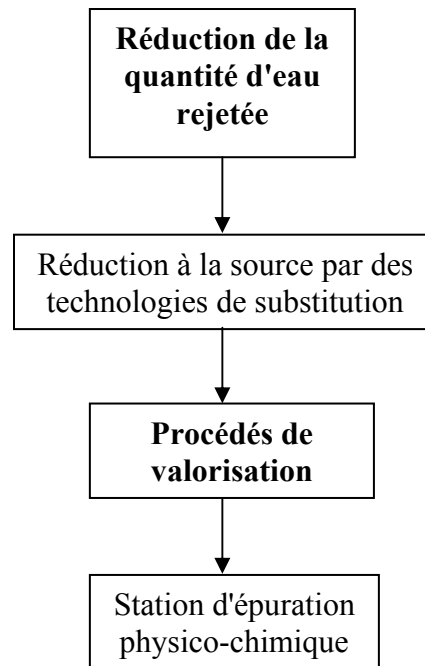 Réduction de la
quantité d'eau
rejetée
Réduction à la source par des
technologies de substitution
Procédés de
valorisation
Station d'épuration
physico-chimique